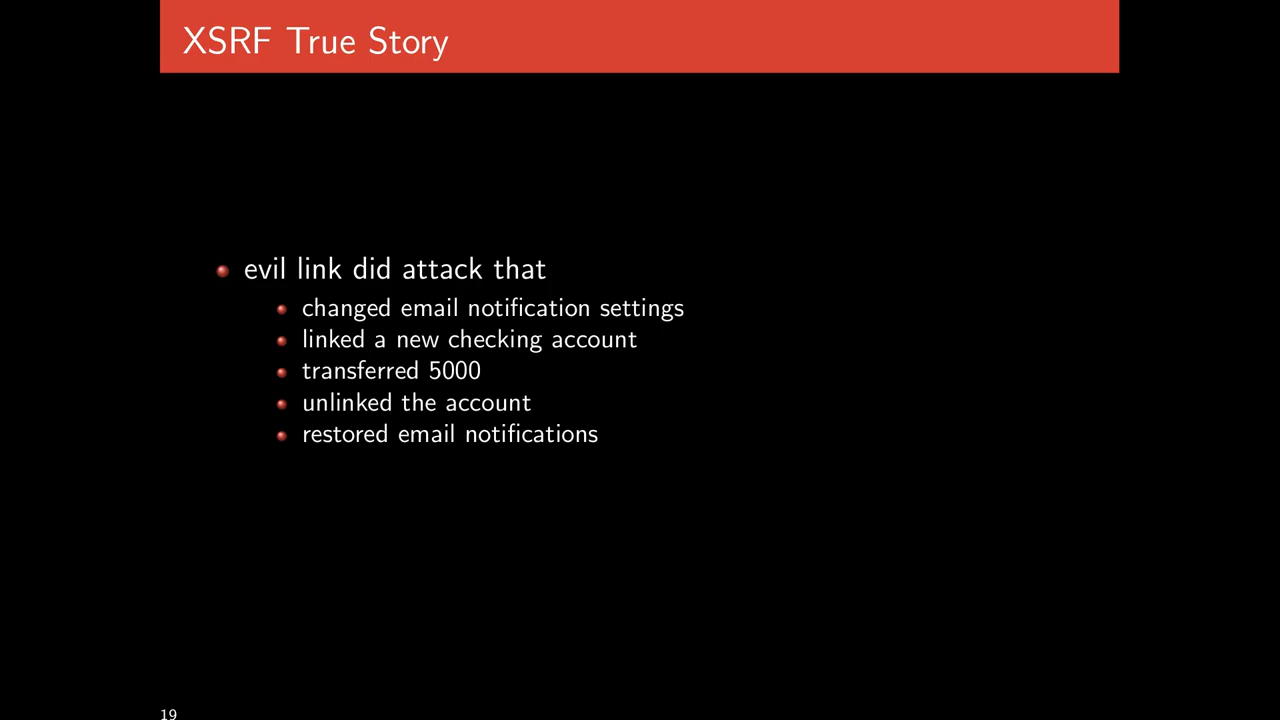 XSRF True Story
evil link did attack that
changed email notification settings
linked a new checking account
transferred 5000
unlinked the account
restored email notifications
19